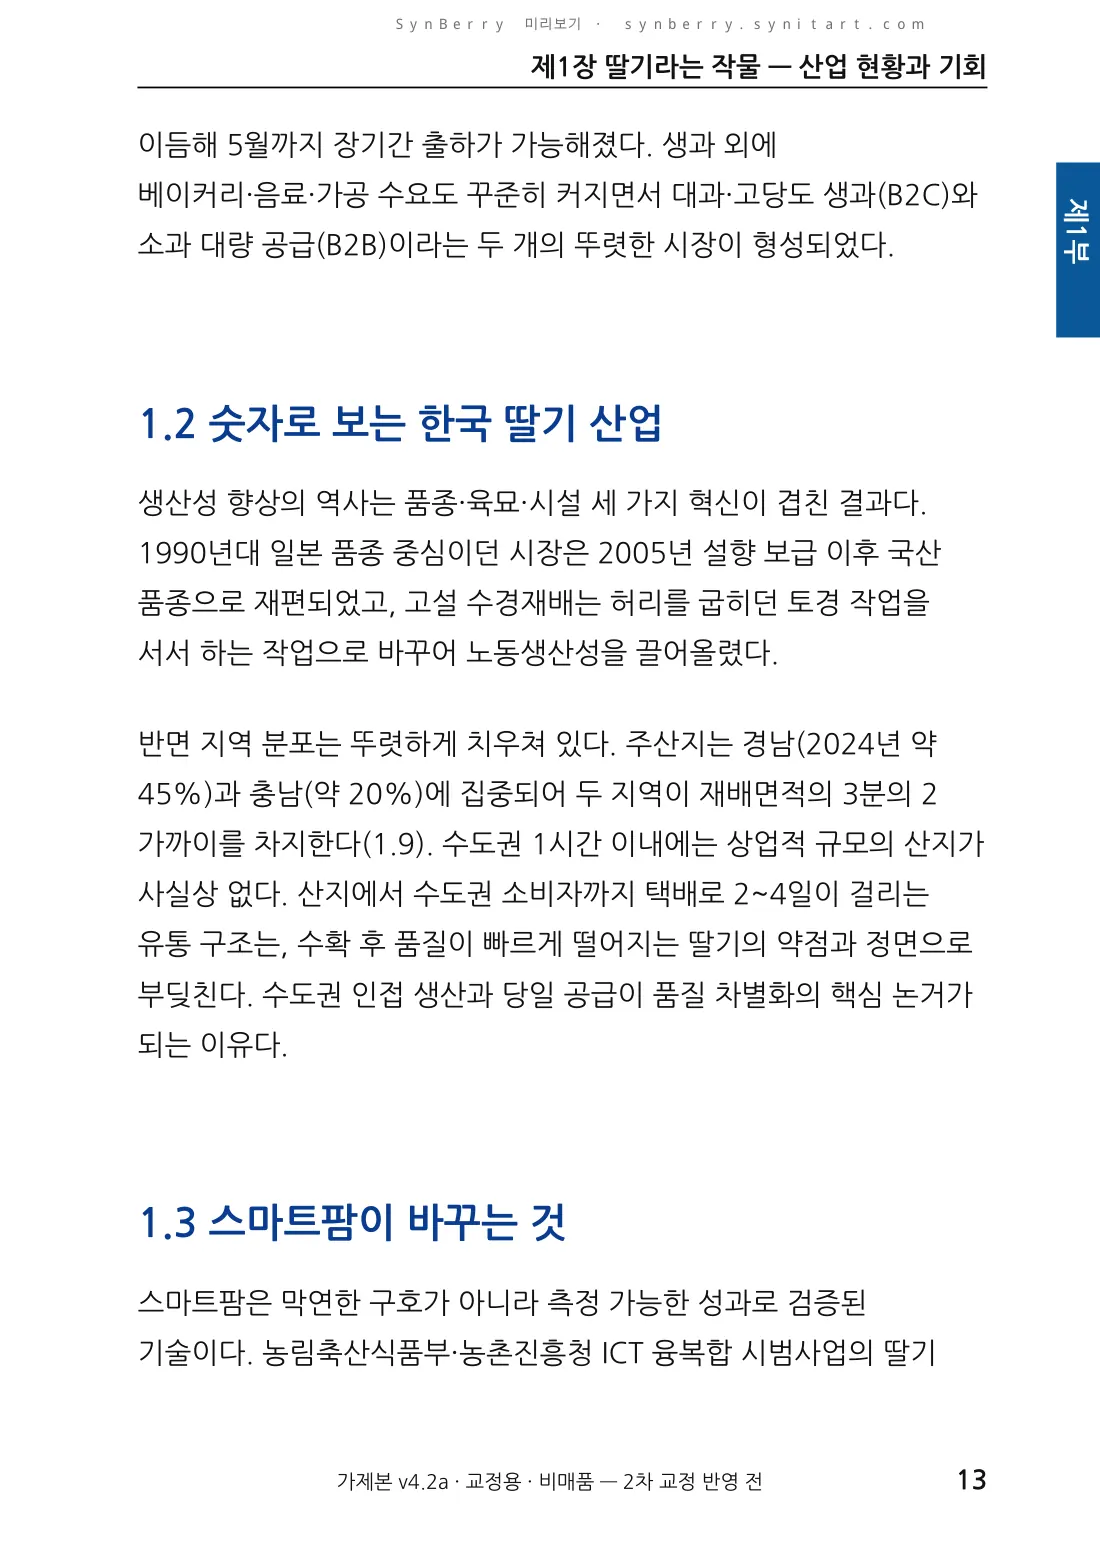 SynBerry 미리보기 · synberry.synitart.com
제1장 딸기라는 작물 — 산업 현황과 기회
이듬해 5월까지 장기간 출하가 가능해졌다. 생과 외에
베이커리·음료·가공 수요도 꾸준히 커지면서 대과·고당도 생과(B2C)와
소과 대량 공급(B2B)이라는 두 개의 뚜렷한 시장이 형성되었다.
제1부
1.2 숫자로 보는 한국 딸기 산업
생산성 향상의 역사는 품종·육묘·시설 세 가지 혁신이 겹친 결과다.
1990년대 일본 품종 중심이던 시장은 2005년 설향 보급 이후 국산
품종으로 재편되었고, 고설 수경재배는 허리를 굽히던 토경 작업을
서서 하는 작업으로 바꾸어 노동생산성을 끌어올렸다.
반면 지역 분포는 뚜렷하게 치우쳐 있다. 주산지는 경남(2024년 약
45%)과 충남(약 20%)에 집중되어 두 지역이 재배면적의 3분의 2
가까이를 차지한다(1.9). 수도권 1시간 이내에는 상업적 규모의 산지가
사실상 없다. 산지에서 수도권 소비자까지 택배로 2~4일이 걸리는
유통 구조는, 수확 후 품질이 빠르게 떨어지는 딸기의 약점과 정면으로
부딪친다. 수도권 인접 생산과 당일 공급이 품질 차별화의 핵심 논거가
되는 이유다.
1.3 스마트팜이 바꾸는 것
스마트팜은 막연한 구호가 아니라 측정 가능한 성과로 검증된
기술이다. 농림축산식품부·농촌진흥청 ICT 융복합 시범사업의 딸기
가제본 v4.2a · 교정용 · 비매품 — 2차 교정 반영 전
13